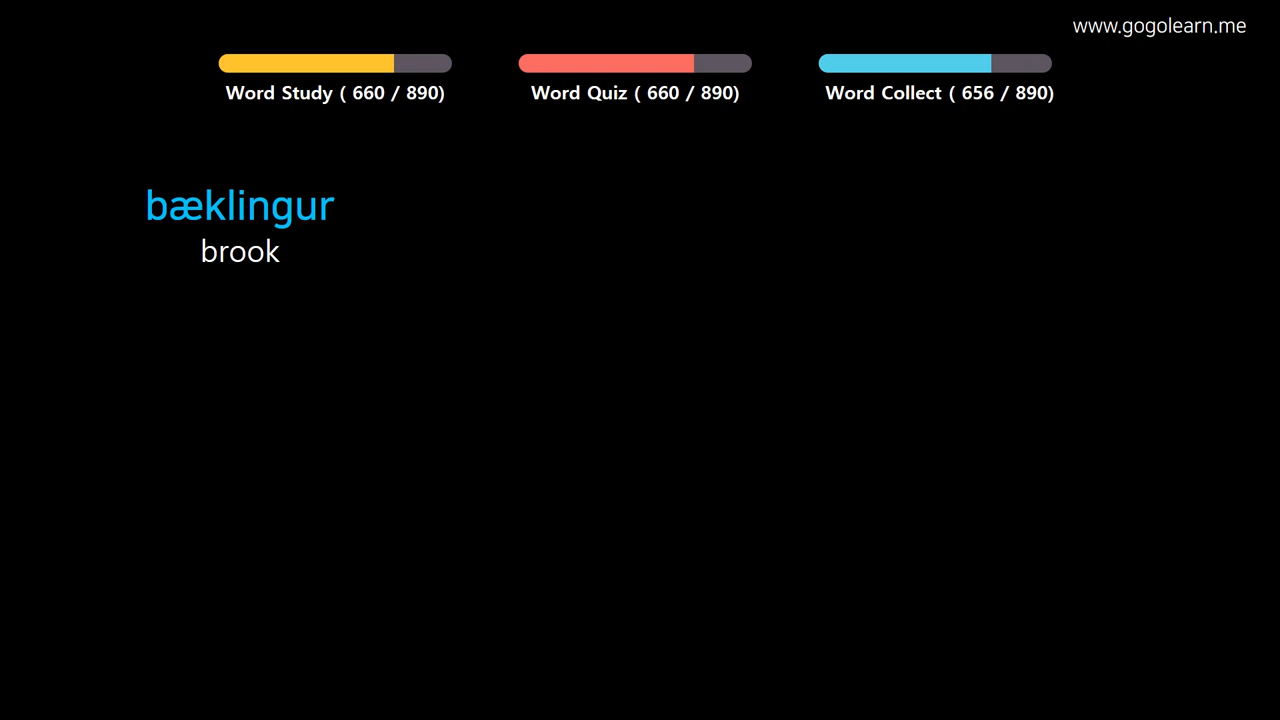 www.gogolearn.me
Word Study ( 660 / 890)
Word Quiz ( 660 / 890)
Word Collect ( 656 / 890)
bæklingur
brook